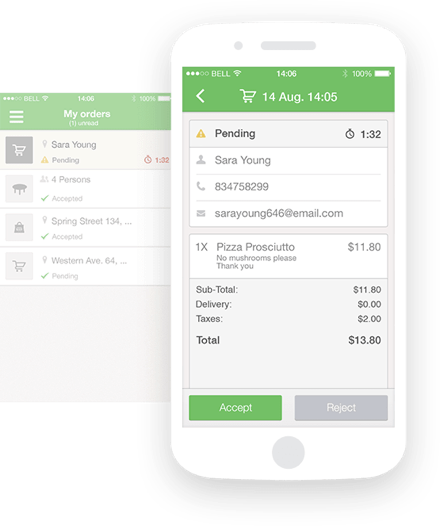 ●●●○○ BELL 14:06 100%
My orders
(1) unread
Sara Young
Pending 1:32
4 Persons
Accepted
Spring Street 134, ...
Accepted
Western Ave. 64, ...
Pending
●●●○○ BELL 14:06 100%
14 Aug. 14:05
Pending 1:32
Sara Young
834758299
sarayoung646@email.com
1X Pizza Prosciutto $11.80
No mushrooms please
Thank you
Sub-Total: $11.80
Delivery: $0.00
Taxes: $2.00
Total $13.80
Accept Reject